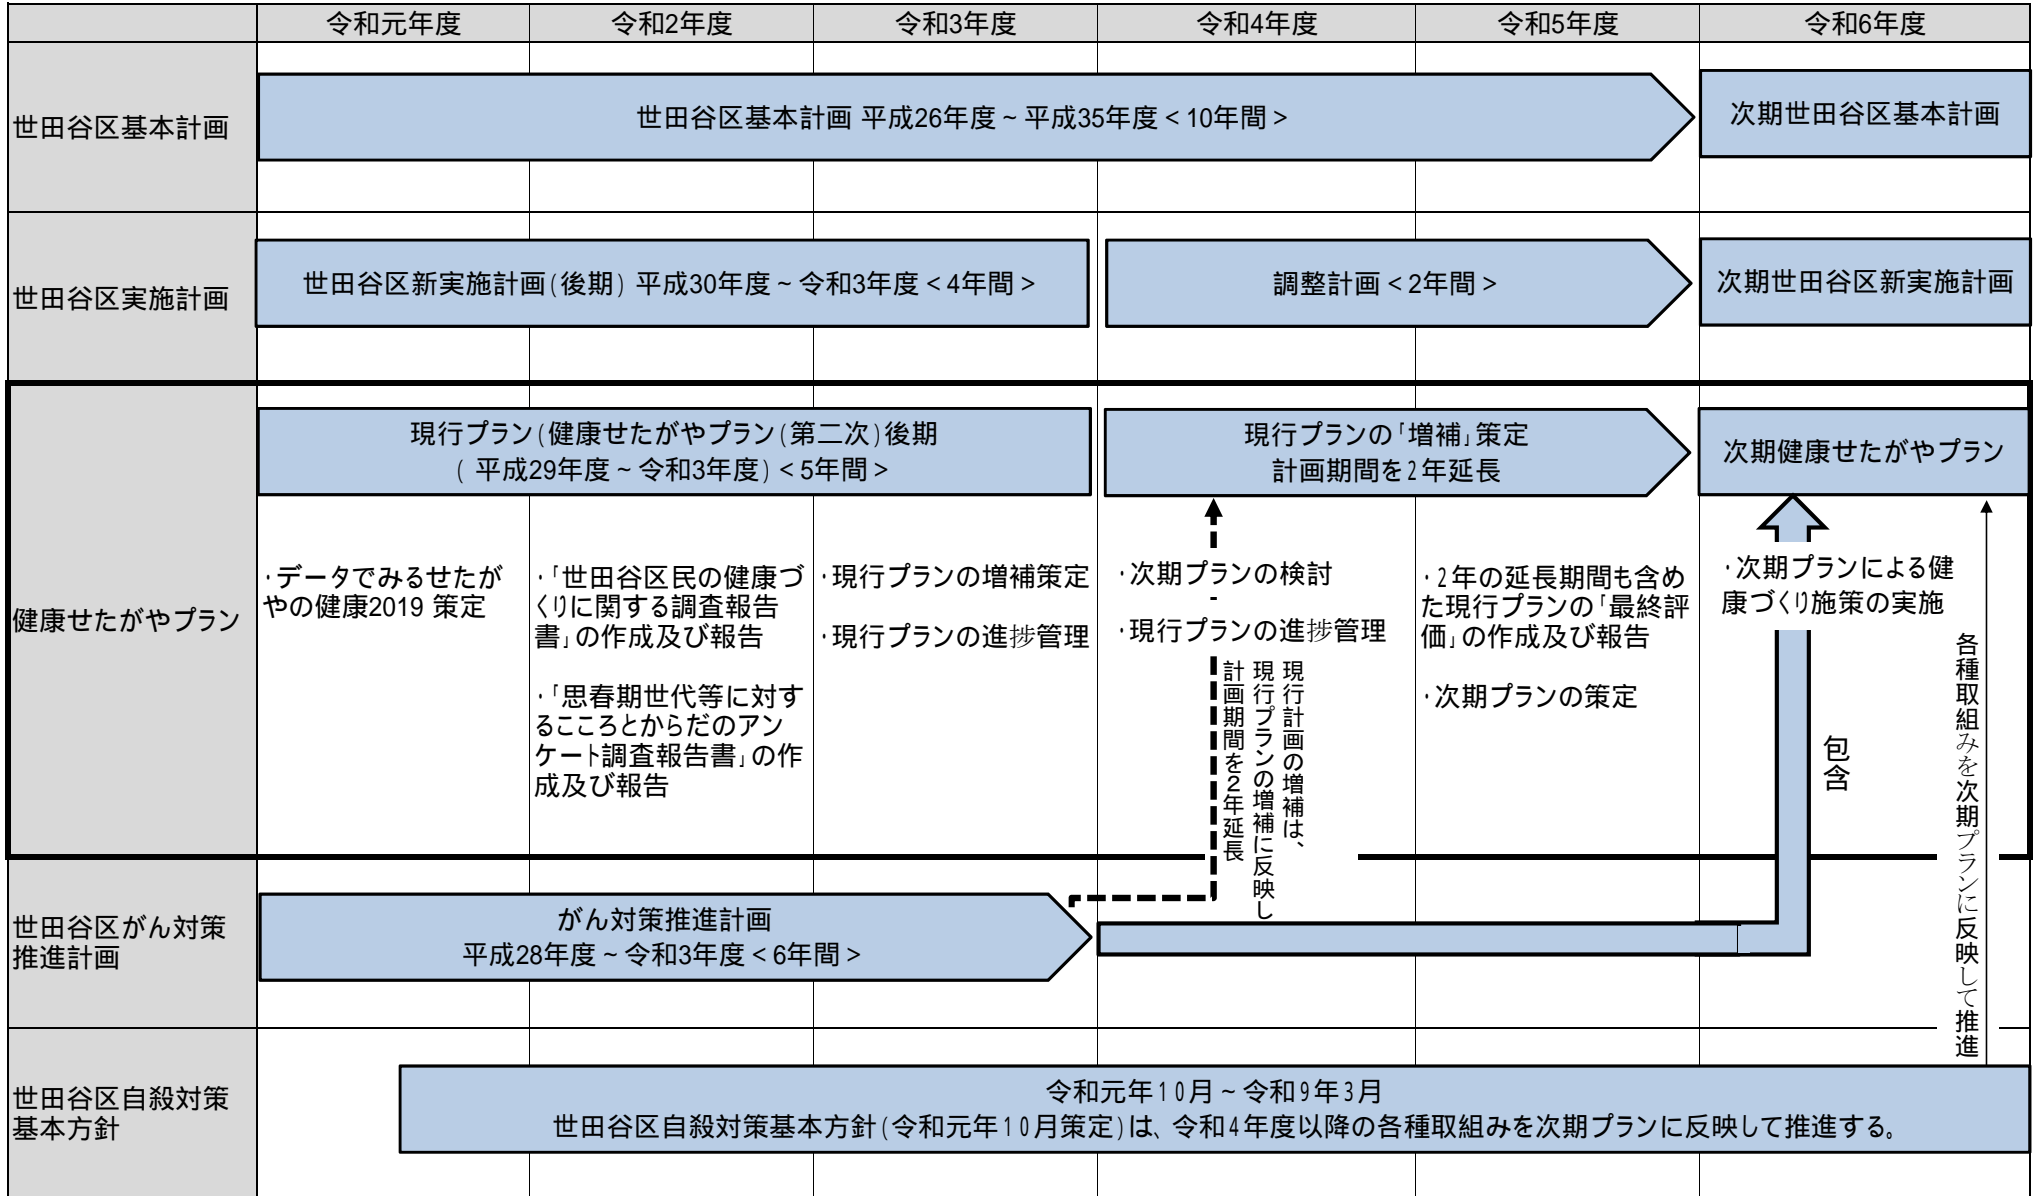 令和元年度
令和2年度
令和3年度
令和4年度
令和5年度
令和6年度
世田谷区基本計画
世田谷区基本計画 平成26年度～平成35年度＜10年間＞
次期世田谷区基本計画
世田谷区実施計画
世田谷区新実施計画(後期) 平成30年度～令和3年度＜4年間＞
調整計画＜2年間＞
次期世田谷区新実施計画
健康せたがやプラン
現行プラン(健康せたがやプラン(第二次)後期
( 平成29年度～令和3年度)＜5年間＞
現行プランの「増補」策定
計画期間を2年延長
次期健康せたがやプラン
・データでみるせたが
やの健康2019 策定
・「世田谷区民の健康づ
くりに関する調査報告
書」の作成及び報告
・「思春期世代等に対す
るこころとからだのアン
ケート調査報告書」の作
成及び報告
・現行プランの増補策定
・現行プランの進捗管理
・次期プランの検討
・現行プランの進捗管理
現行計画の増補は、
現行プランの増補に反映し
計画期間を2年延長
・2年の延長期間も含め
た現行プランの「最終評
価」の作成及び報告
・次期プランの策定
・次期プランによる健
康づくり施策の実施
包含
各種取組みを次期プランに反映して推進
世田谷区がん対策
推進計画
がん対策推進計画
平成28年度～令和3年度＜6年間＞
世田谷区自殺対策
基本方針
令和元年10月～令和9年3月
世田谷区自殺対策基本方針(令和元年10月策定)は、令和4年度以降の各種取組みを次期プランに反映して推進する。